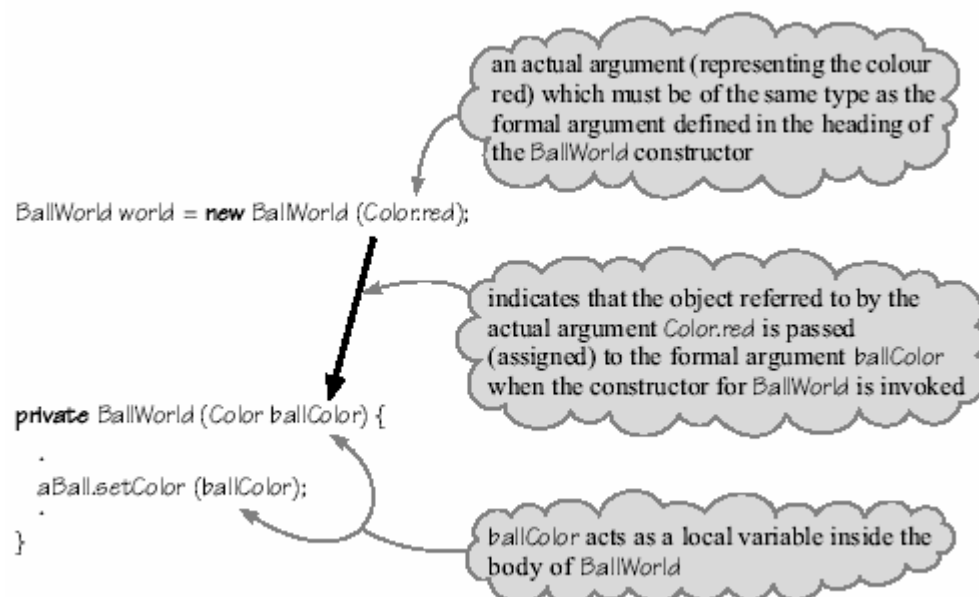 an actual argument (representing the colour
red) which must be of the same type as the
formal argument defined in the heading of
the BallWorld constructor
BallWorld world = new BallWorld (Color.red);
indicates that the object referred to by the
actual argument Color.red is passed
(assigned) to the formal argument ballColor
when the constructor for BallWorld is invoked
private BallWorld (Color ballColor) {
.
aBall.setColor (ballColor);
.
}
ballColor acts as a local variable inside the
body of BallWorld